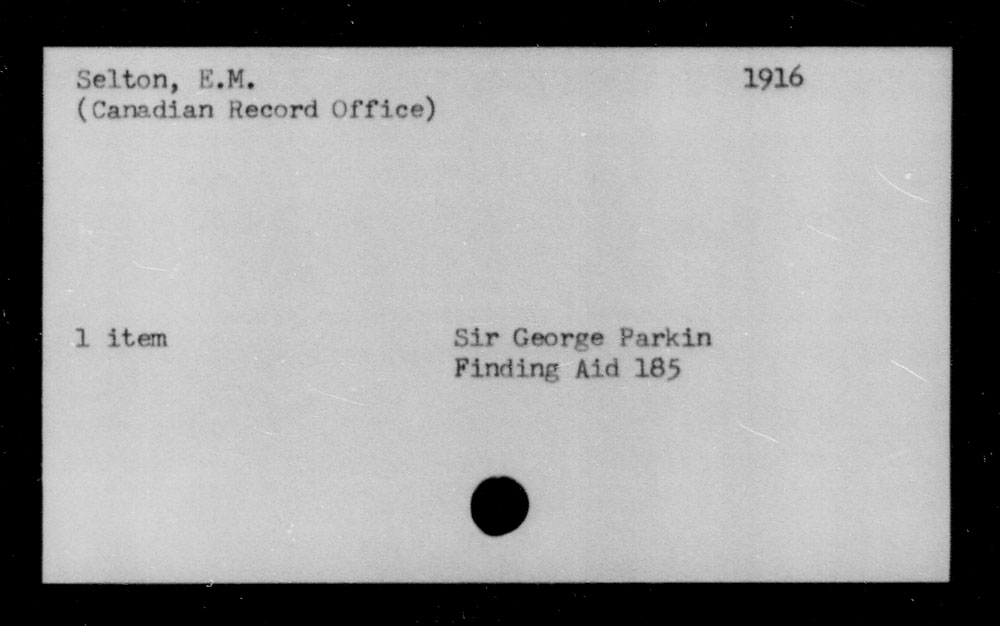 Selton, E.M. 1916
(Canadian Record Office)
1 item Sir George Parkin
Finding Aid 185